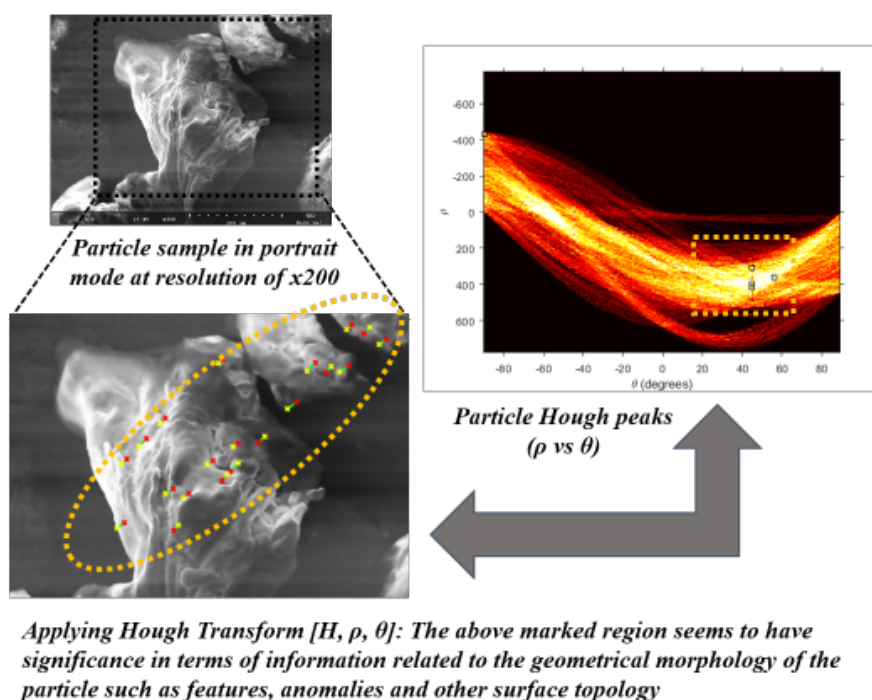 Particle sample in portrait
mode at resolution of x200
-600
-400
-200
0
200
400
600
ρ
-80 -60 -40 -20 0 20 40 60 80
θ (degrees)
Particle Hough peaks
(ρ vs θ)
Applying Hough Transform [H, ρ, θ]: The above marked region seems to have
significance in terms of information related to the geometrical morphology of the
particle such as features, anomalies and other surface topology